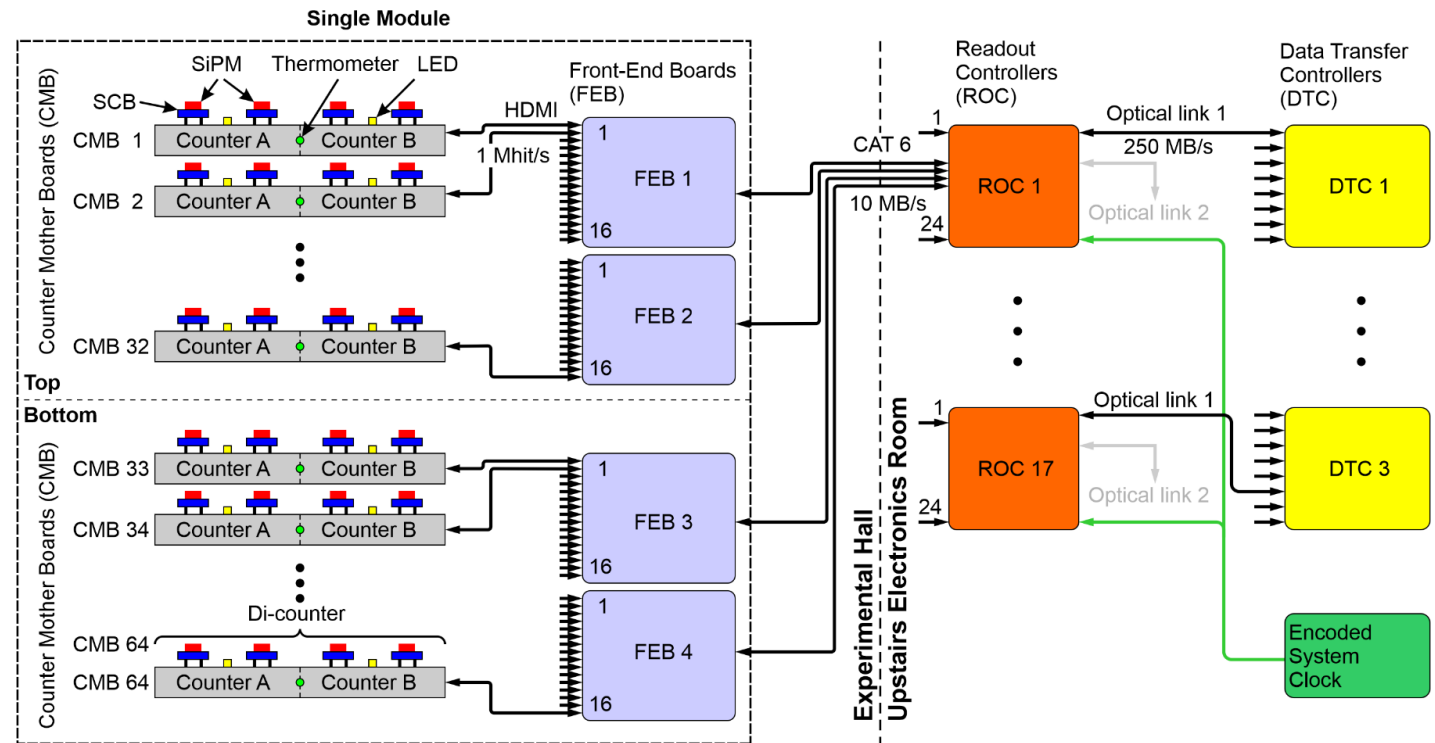 Single Module
Counter Mother Boards (CMB)
SiPM
Thermometer
LED
SCB
HDMI
Front-End Boards
(FEB)
CMB 1
Counter A
Counter B
1 Mhit/s
1
FEB 1
16
CMB 2
Counter A
Counter B
1
FEB 2
16
CMB 32
Counter A
Counter B
Top
Bottom
Counter Mother Boards (CMB)
CMB 33
Counter A
Counter B
1
FEB 3
16
CMB 34
Counter A
Counter B
Di-counter
CMB 64
CMB 64
Counter A
Counter B
1
FEB 4
16
Experimental Hall
Upstairs Electronics Room
CAT 6
10 MB/s
Readout
Controllers
(ROC)
1
ROC 1
24
Optical link 1
250 MB/s
Optical link 2
Data Transfer
Controllers
(DTC)
DTC 1
1
ROC 17
24
Optical link 1
Optical link 2
DTC 3
Encoded
System
Clock